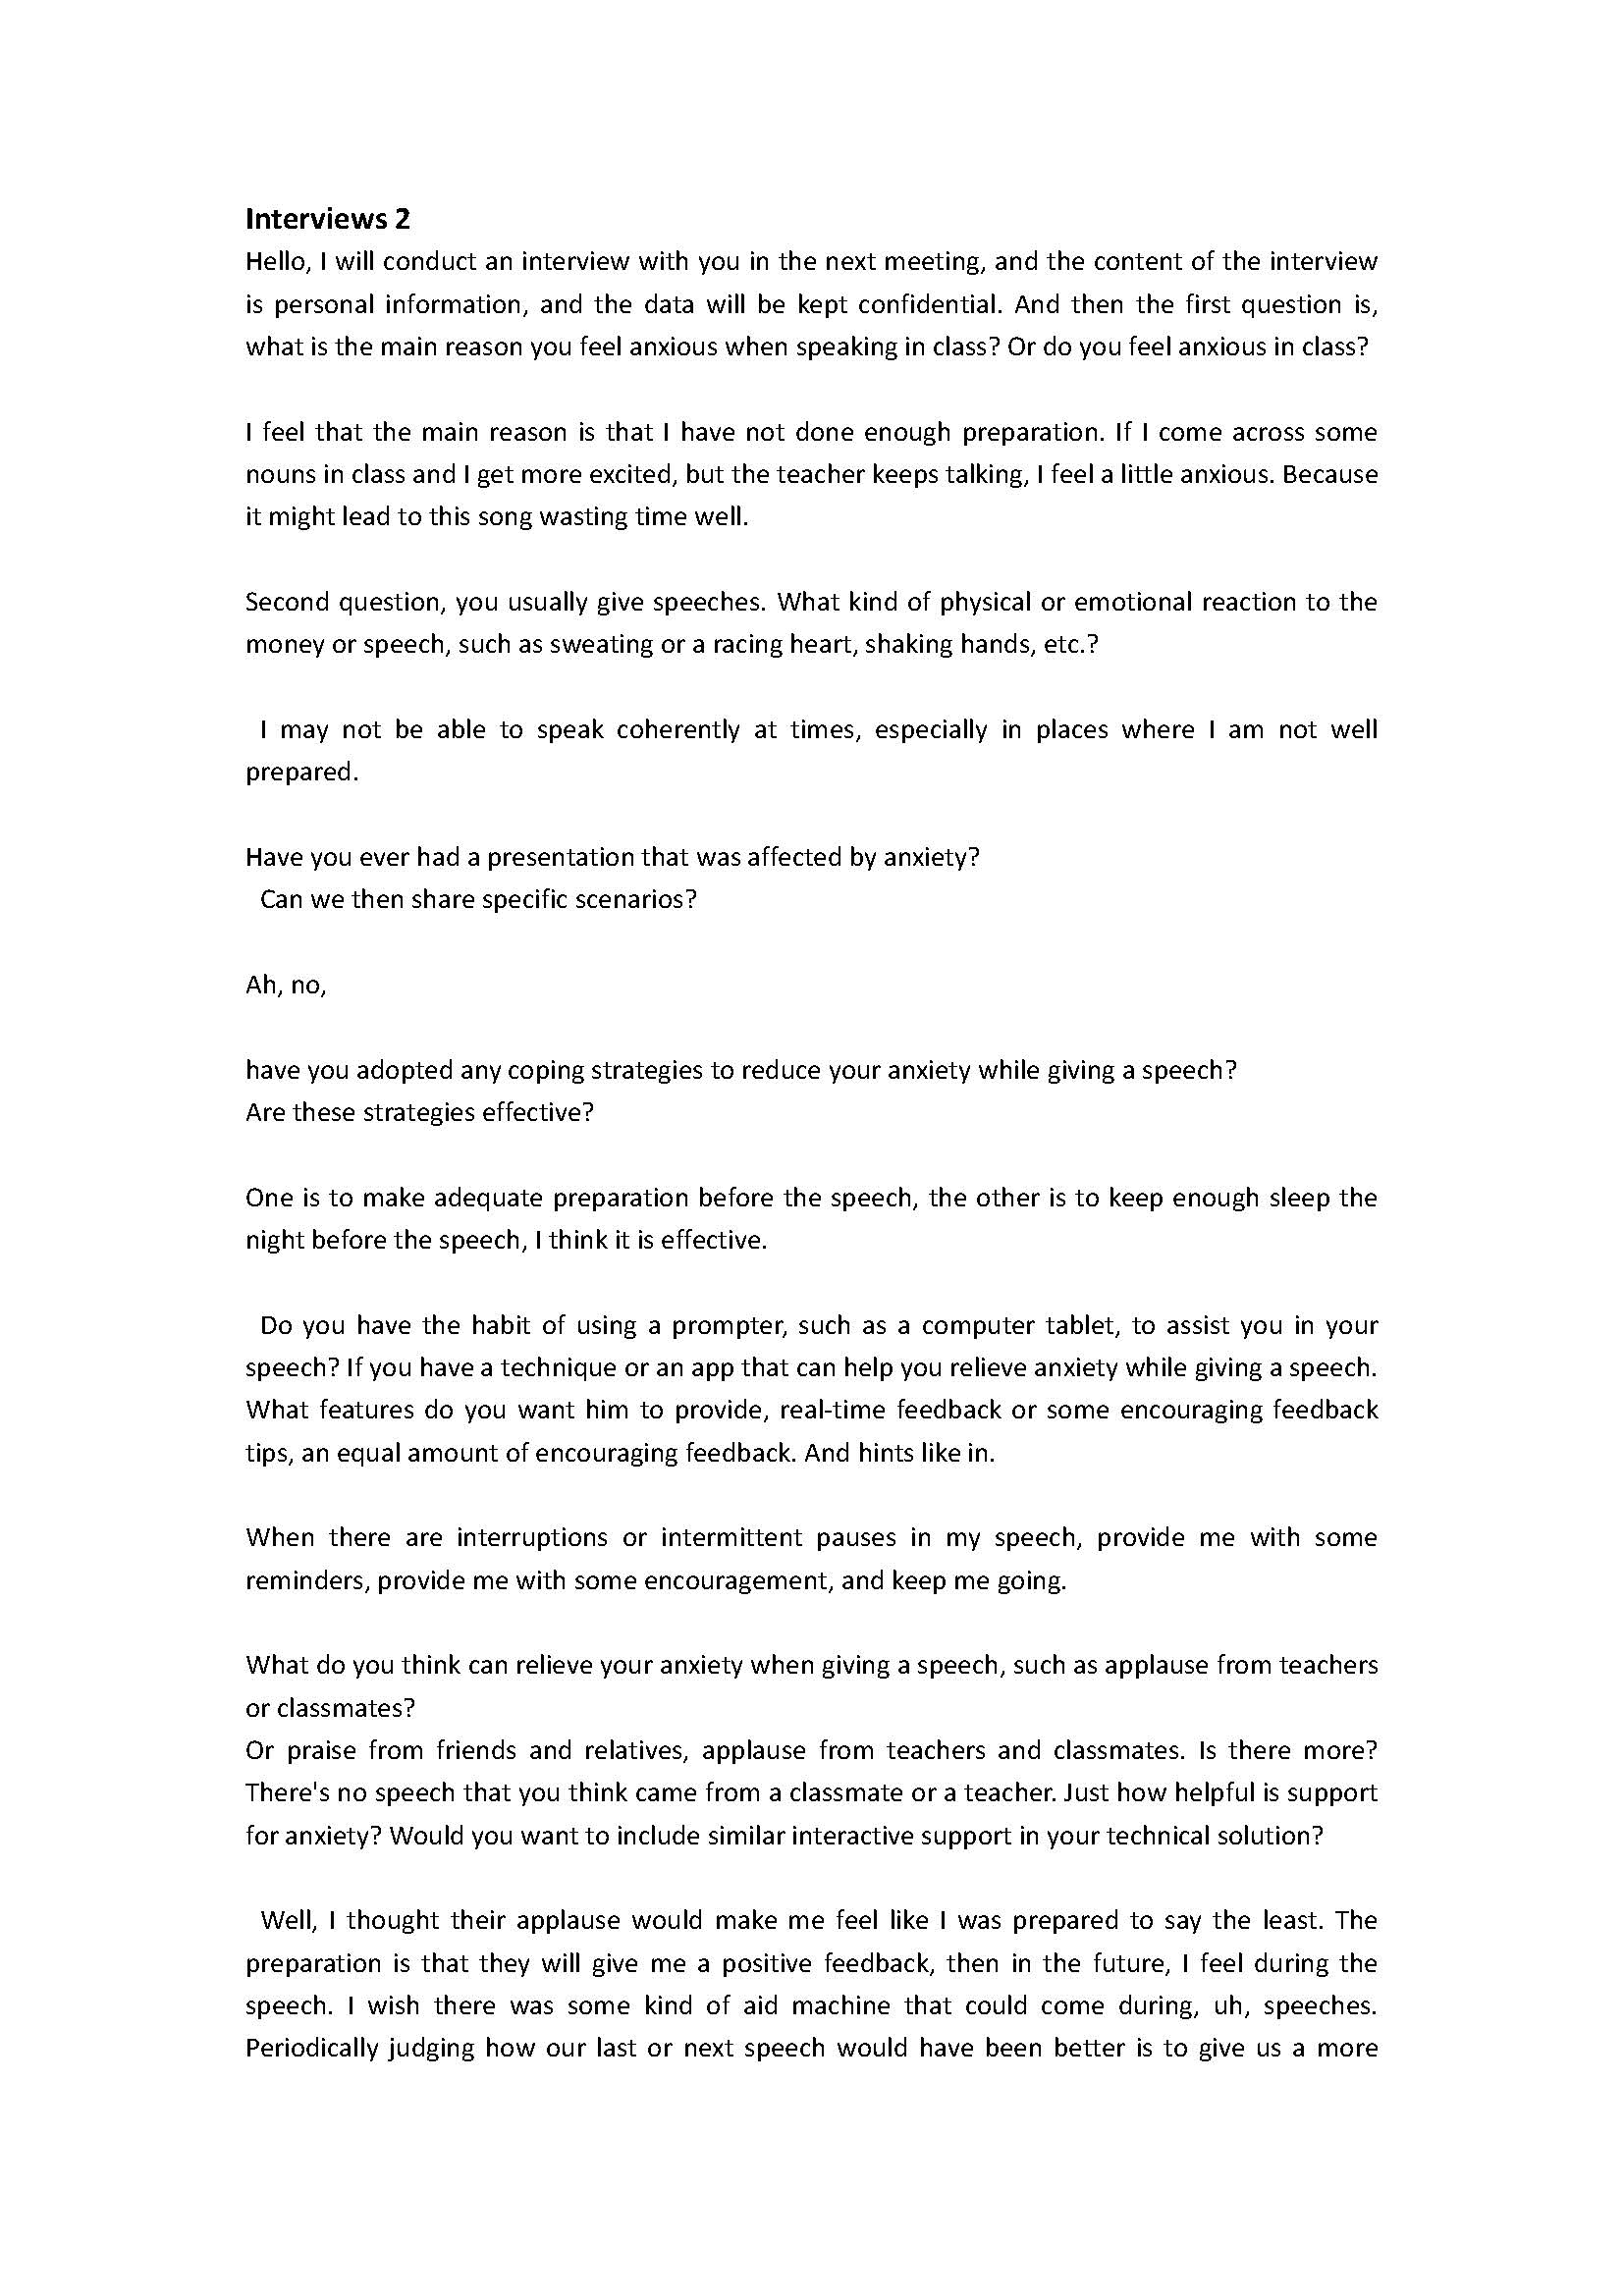 Interviews 2
Hello, I will conduct an interview with you in the next meeting, and the content of the interview
is personal information, and the data will be kept confidential. And then the first question is,
what is the main reason you feel anxious when speaking in class? Or do you feel anxious in class?
I feel that the main reason is that I have not done enough preparation. If I come across some
nouns in class and I get more excited, but the teacher keeps talking, I feel a little anxious. Because
it might lead to this song wasting time well.
Second question, you usually give speeches. What kind of physical or emotional reaction to the
money or speech, such as sweating or a racing heart, shaking hands, etc.?
I may not be able to speak coherently at times, especially in places where I am not well
prepared.
Have you ever had a presentation that was affected by anxiety?
Can we then share specific scenarios?
Ah, no,
have you adopted any coping strategies to reduce your anxiety while giving a speech?
Are these strategies effective?
One is to make adequate preparation before the speech, the other is to keep enough sleep the
night before the speech, I think it is effective.
Do you have the habit of using a prompter, such as a computer tablet, to assist you in your
speech? If you have a technique or an app that can help you relieve anxiety while giving a speech.
What features do you want him to provide, real-time feedback or some encouraging feedback
tips, an equal amount of encouraging feedback. And hints like in.
When there are interruptions or intermittent pauses in my speech, provide me with some
reminders, provide me with some encouragement, and keep me going.
What do you think can relieve your anxiety when giving a speech, such as applause from teachers
or classmates?
Or praise from friends and relatives, applause from teachers and classmates. Is there more?
There's no speech that you think came from a classmate or a teacher. Just how helpful is support
for anxiety? Would you want to include similar interactive support in your technical solution?
Well, I thought their applause would make me feel like I was prepared to say the least. The
preparation is that they will give me a positive feedback, then in the future, I feel during the
speech. I wish there was some kind of aid machine that could come during, uh, speeches.
Periodically judging how our last or next speech would have been better is to give us a more